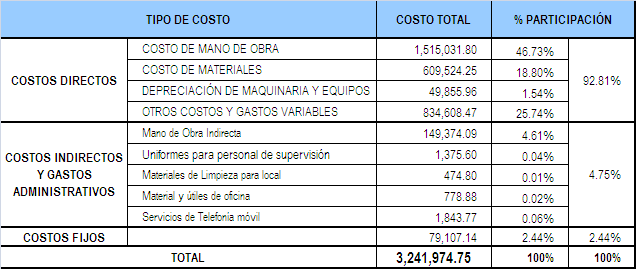 TIPO DE COSTO COSTO TOTAL % PARTICIPACIÓN
COSTOS DIRECTOS
COSTO DE MANO DE OBRA 1,515,031.80 46.73%
COSTO DE MATERIALES 609,524.25 18.80%
DEPRECIACIÓN DE MAQUINARIA Y EQUIPOS 49,855.96 1.54%
OTROS COSTOS Y GASTOS VARIABLES 834,608.47 25.74%
92.81%
COSTOS INDIRECTOS
Y GASTOS
ADMINISTRATIVOS
Mano de Obra Indirecta 149,374.09 4.61%
Uniformes para personal de supervisión 1,375.60 0.04%
Materiales de Limpieza para local 474.80 0.01%
Material y útiles de oficina 778.88 0.02%
Servicios de Telefonía móvil 1,843.77 0.06%
4.75%
COSTOS FIJOS 79,107.14 2.44% 2.44%
TOTAL 3,241,974.75 100% 100%